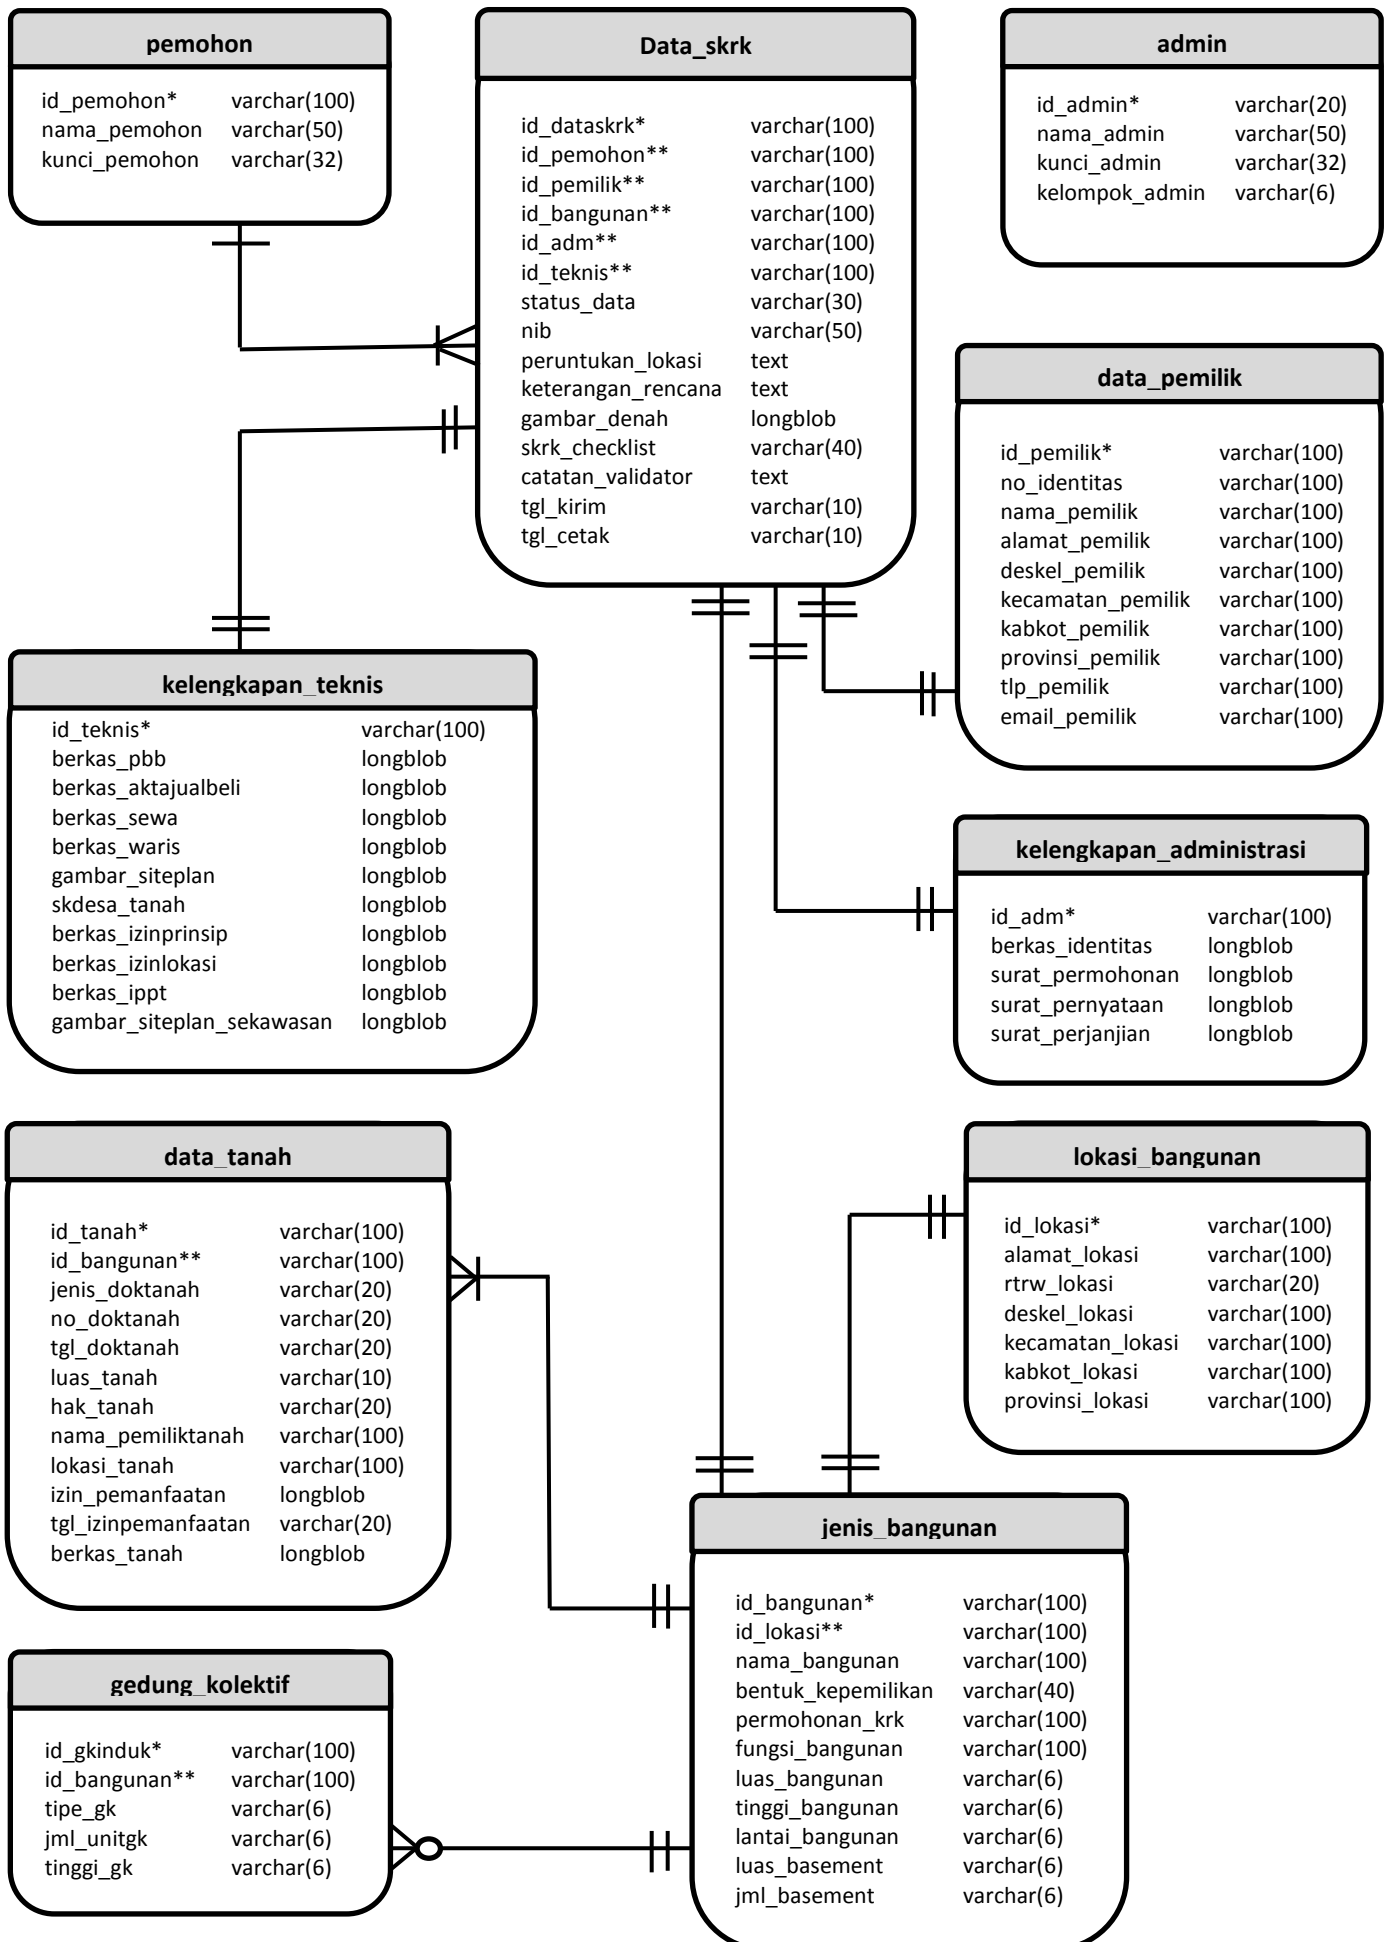 pemohon
id_pemohon* varchar(100)
nama_pemohon varchar(50)
kunci_pemohon varchar(32)
Data_skrk
id_dataskrk* varchar(100)
id_pemohon** varchar(100)
id_pemilik** varchar(100)
id_bangunan** varchar(100)
id_adm** varchar(100)
id_teknis** varchar(100)
status_data varchar(30)
nib varchar(50)
peruntukan_lokasi text
keterangan_rencana text
gambar_denah longblob
skrk_checklist varchar(40)
catatan_validator text
tgl_kirim varchar(10)
tgl_cetak varchar(10)
admin
id_admin* varchar(20)
nama_admin varchar(50)
kunci_admin varchar(32)
kelompok_admin varchar(6)
data_pemilik
id_pemilik* varchar(100)
no_identitas varchar(100)
nama_pemilik varchar(100)
alamat_pemilik varchar(100)
deskel_pemilik varchar(100)
kecamatan_pemilik varchar(100)
kabkot_pemilik varchar(100)
provinsi_pemilik varchar(100)
tlp_pemilik varchar(100)
email_pemilik varchar(100)
kelengkapan_teknis
id_teknis* varchar(100)
berkas_pbb longblob
berkas_aktajualbeli longblob
berkas_sewa longblob
berkas_waris longblob
gambar_siteplan longblob
skdesa_tanah longblob
berkas_izinprinsip longblob
berkas_izinlokasi longblob
berkas_ippt longblob
gambar_siteplan_sekawasan longblob
kelengkapan_administrasi
id_adm* varchar(100)
berkas_identitas longblob
surat_permohonan longblob
surat_pernyataan longblob
surat_perjanjian longblob
data_tanah
id_tanah* varchar(100)
id_bangunan** varchar(100)
jenis_doktanah varchar(20)
no_doktanah varchar(20)
tgl_doktanah varchar(20)
luas_tanah varchar(10)
hak_tanah varchar(20)
nama_pemiliktanah varchar(100)
lokasi_tanah varchar(100)
izin_pemanfaatan longblob
tgl_izinpemanfaatan varchar(20)
berkas_tanah longblob
lokasi_bangunan
id_lokasi* varchar(100)
alamat_lokasi varchar(100)
rtrw_lokasi varchar(20)
deskel_lokasi varchar(100)
kecamatan_lokasi varchar(100)
kabkot_lokasi varchar(100)
provinsi_lokasi varchar(100)
jenis_bangunan
id_bangunan* varchar(100)
id_lokasi** varchar(100)
nama_bangunan varchar(100)
bentuk_kepemilikan varchar(40)
permohonan_krk varchar(100)
fungsi_bangunan varchar(100)
luas_bangunan varchar(6)
tinggi_bangunan varchar(6)
lantai_bangunan varchar(6)
luas_basement varchar(6)
jml_basement varchar(6)
gedung_kolektif
id_gkinduk* varchar(100)
id_bangunan** varchar(100)
tipe_gk varchar(6)
jml_unitgk varchar(6)
tinggi_gk varchar(6)